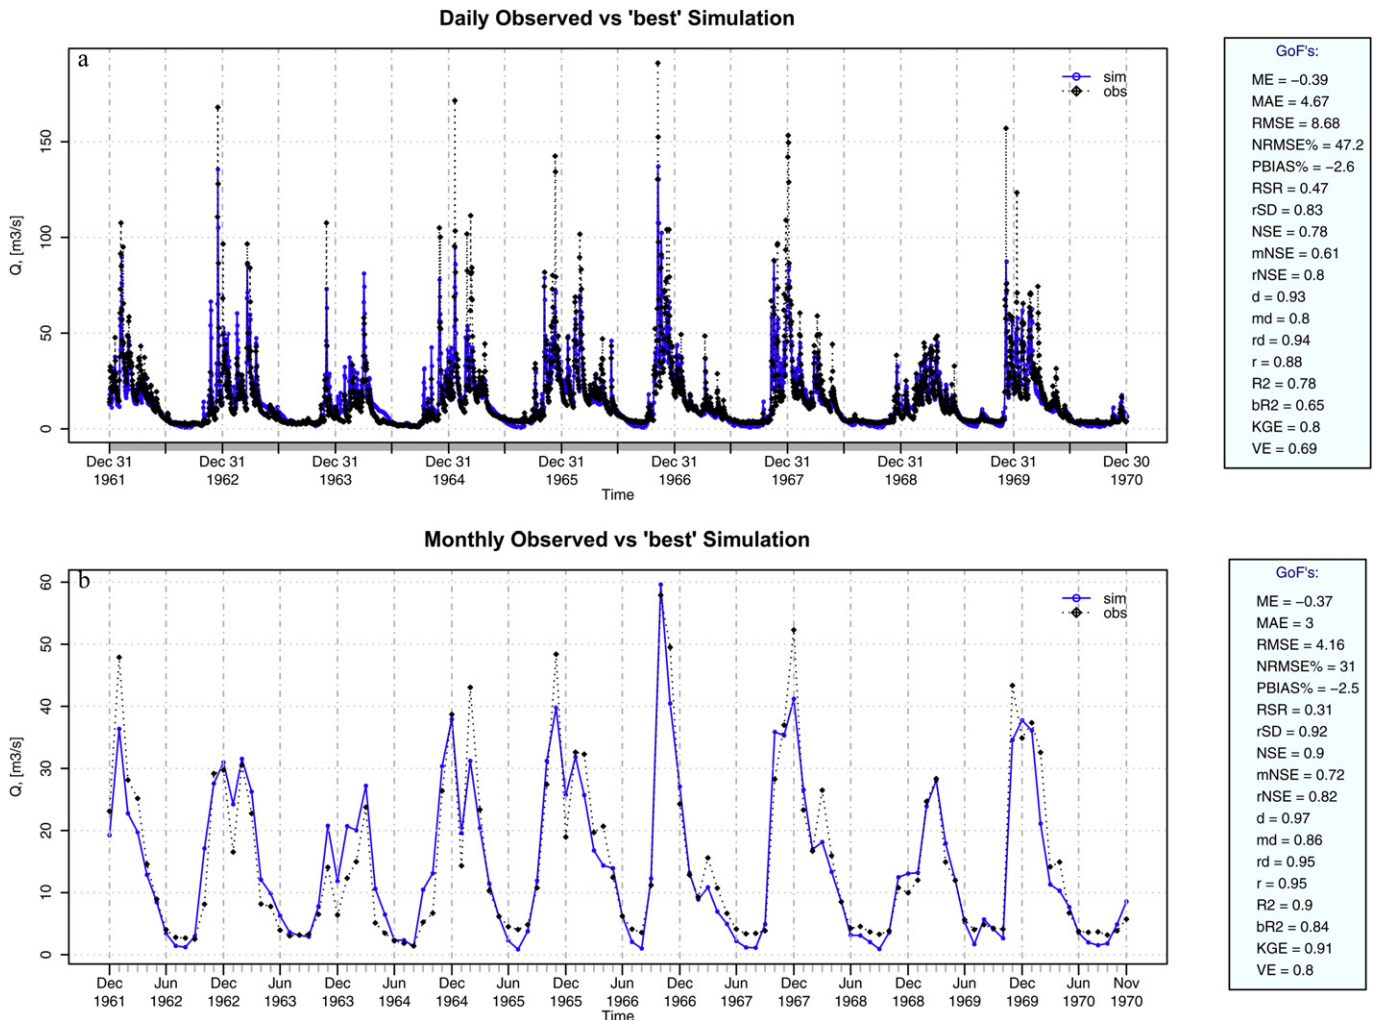 Daily Observed vs 'best' Simulation
a
sim
obs
Q, [m3/s]
0 50 100 150
Dec 31 Dec 31 Dec 31 Dec 31 Dec 31 Dec 31 Dec 31 Dec 31 Dec 31 Dec 30
1961 1962 1963 1964 1965 1966 1967 1968 1969 1970
Time
GoF's:
ME = −0.39
MAE = 4.67
RMSE = 8.68
NRMSE% = 47.2
PBIAS% = −2.6
RSR = 0.47
rSD = 0.83
NSE = 0.78
mNSE = 0.61
rNSE = 0.8
d = 0.93
md = 0.8
rd = 0.94
r = 0.88
R2 = 0.78
bR2 = 0.65
KGE = 0.8
VE = 0.69
Monthly Observed vs 'best' Simulation
b
sim
obs
Q, [m3/s]
0 10 20 30 40 50 60
Dec Jun Dec Jun Dec Jun Dec Jun Dec Jun Dec Jun Dec Jun Dec Jun Dec Jun Nov
1961 1962 1962 1963 1963 1964 1964 1965 1965 1966 1966 1967 1967 1968 1968 1969 1969 1970 1970
Time
GoF's:
ME = −0.37
MAE = 3
RMSE = 4.16
NRMSE% = 31
PBIAS% = −2.5
RSR = 0.31
rSD = 0.92
NSE = 0.9
mNSE = 0.72
rNSE = 0.82
d = 0.97
md = 0.86
rd = 0.95
r = 0.95
R2 = 0.9
bR2 = 0.84
KGE = 0.91
VE = 0.8